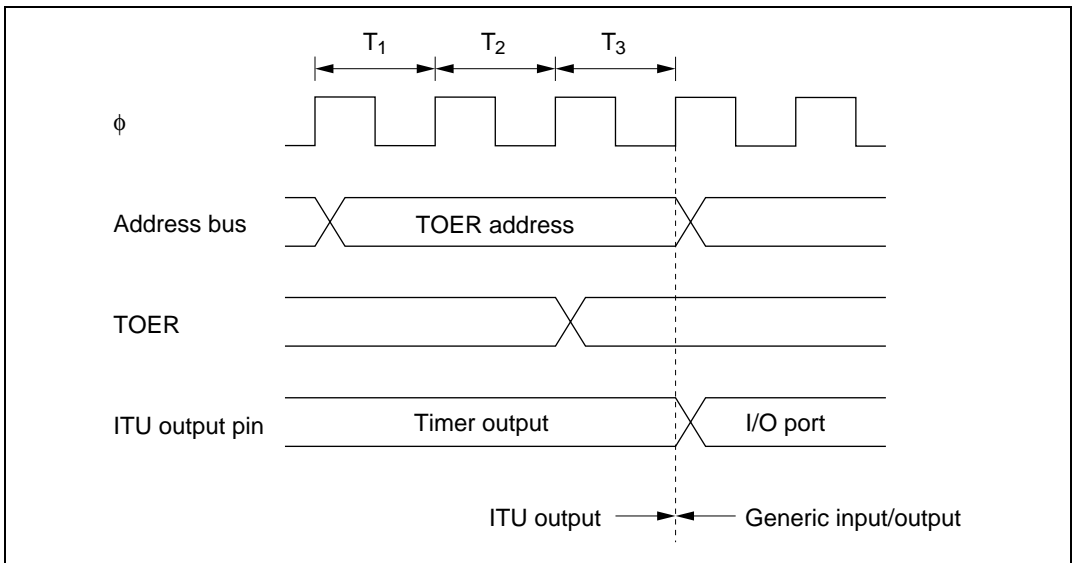 T1 T2 T3
ϕ
Address bus TOER address
TOER
ITU output pin Timer output I/O port
ITU output Generic input/output